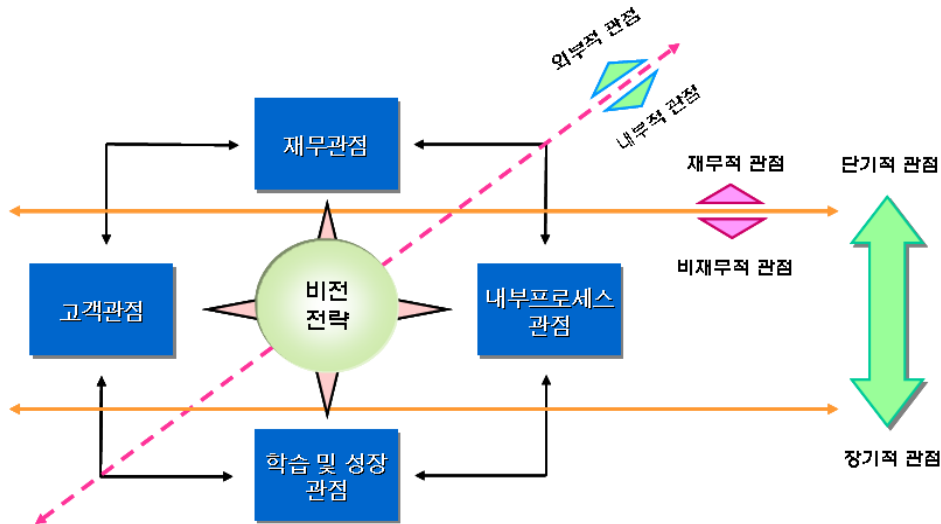 외부적 관점
내부적 관점
재무관점
재무적 관점
단기적 관점
비재무적 관점
고객관점
비전
전략
내부프로세스
관점
학습 및 성장
관점
장기적 관점